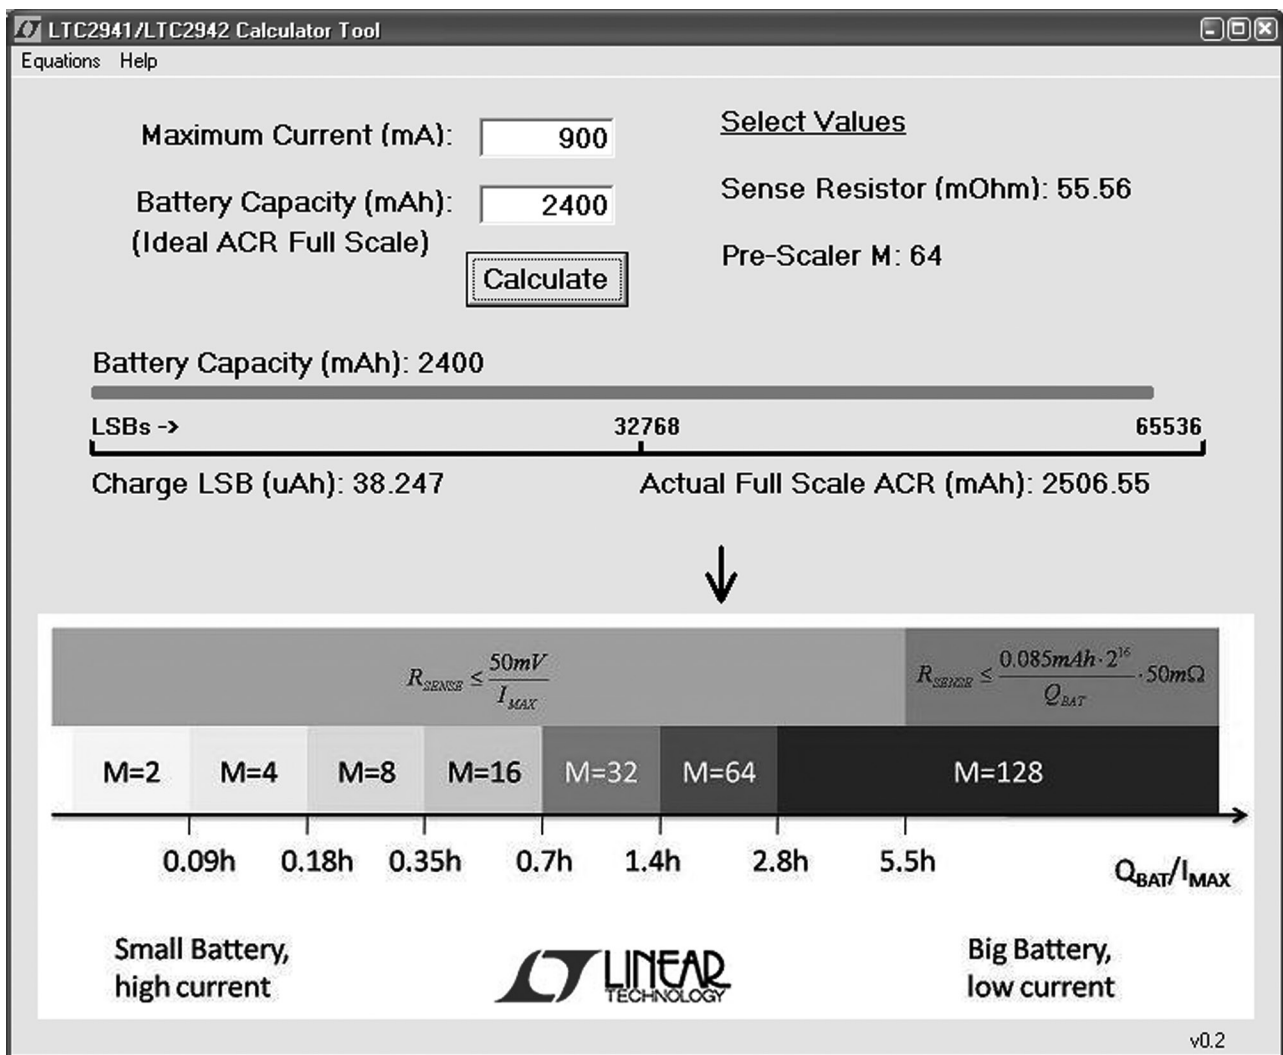 LTC2941/LTC2942 Calculator Tool
Equations Help
Maximum Current (mA): 900
Battery Capacity (mAh): 2400
(Ideal ACR Full Scale)
Calculate
Select Values
Sense Resistor (mOhm): 55.56
Pre-Scaler M: 64
Battery Capacity (mAh): 2400
LSBs -> 32768 65536
Charge LSB (uAh): 38.247 Actual Full Scale ACR (mAh): 2506.55
R_SENSE ≤ 50mV / I_MAX
R_SENSE ≤ 0.085mAh·2^16 / Q_BAT · 50mΩ
M=2 M=4 M=8 M=16 M=32 M=64 M=128
0.09h 0.18h 0.35h 0.7h 1.4h 2.8h 5.5h Q_BAT/I_MAX
Small Battery,
high current
LINEAR
TECHNOLOGY
Big Battery,
low current
v0.2